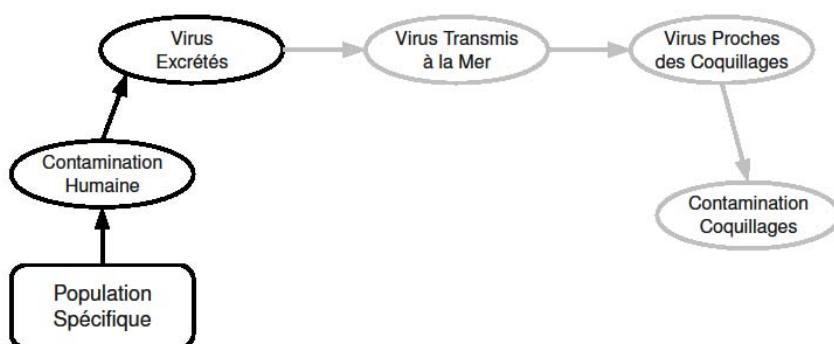 Virus
Excrétés
Virus Transmis
à la Mer
Virus Proches
des Coquillages
Contamination
Humaine
Contamination
Coquillages
Population
Spécifique